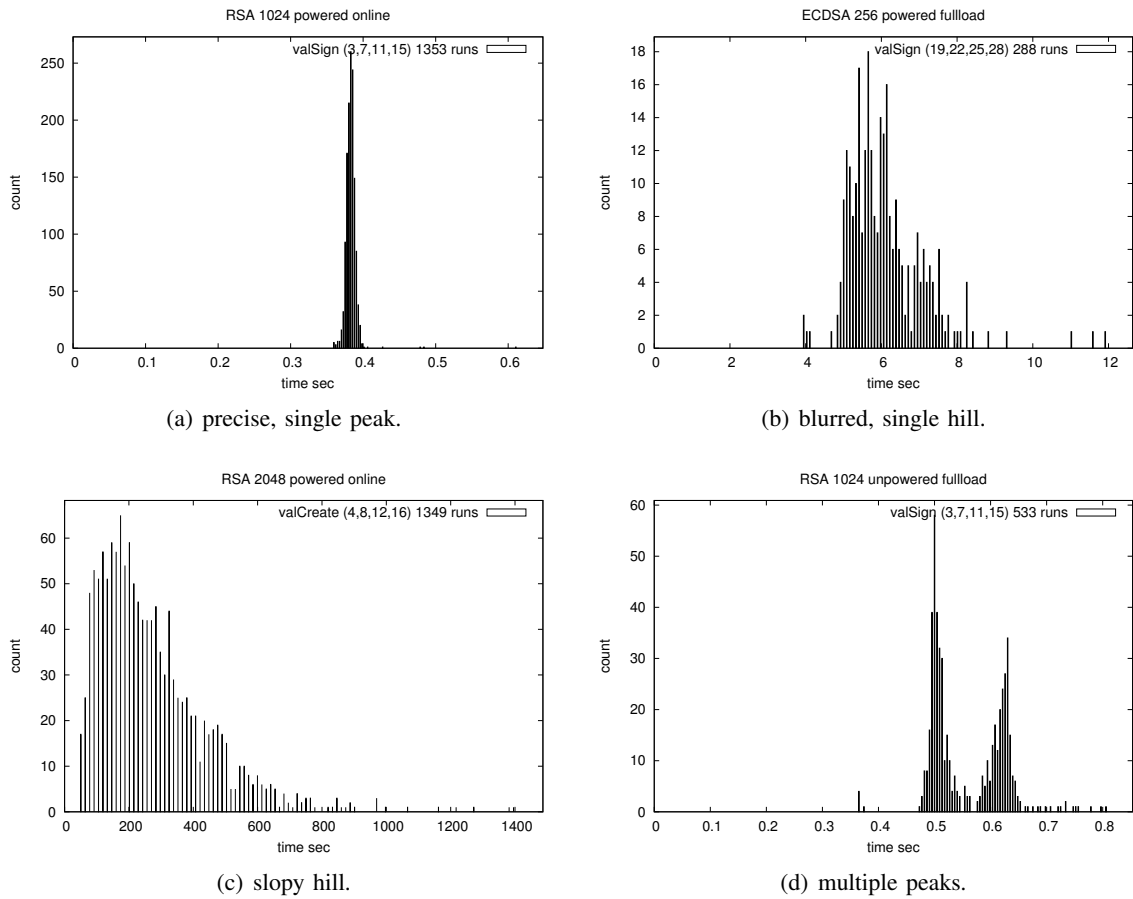 RSA 1024 powered online
valSign (3,7,11,15) 1353 runs
250
200
150
100
50
0
0 0.1 0.2 0.3 0.4 0.5 0.6
count
time sec
(a) precise, single peak.
ECDSA 256 powered fullload
valSign (19,22,25,28) 288 runs
18
16
14
12
10
8
6
4
2
0
0 2 4 6 8 10 12
count
time sec
(b) blurred, single hill.
RSA 2048 powered online
valCreate (4,8,12,16) 1349 runs
60
50
40
30
20
10
0
0 200 400 600 800 1000 1200 1400
count
time sec
(c) slopy hill.
RSA 1024 unpowered fullload
valSign (3,7,11,15) 533 runs
60
50
40
30
20
10
0
0 0.1 0.2 0.3 0.4 0.5 0.6 0.7 0.8
count
time sec
(d) multiple peaks.